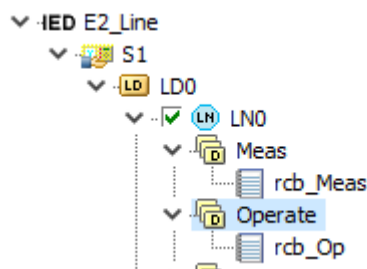 IED E2_Line
S1
LD LD0
LN LN0
D Meas
rcb_Meas
D Operate
rcb_Op